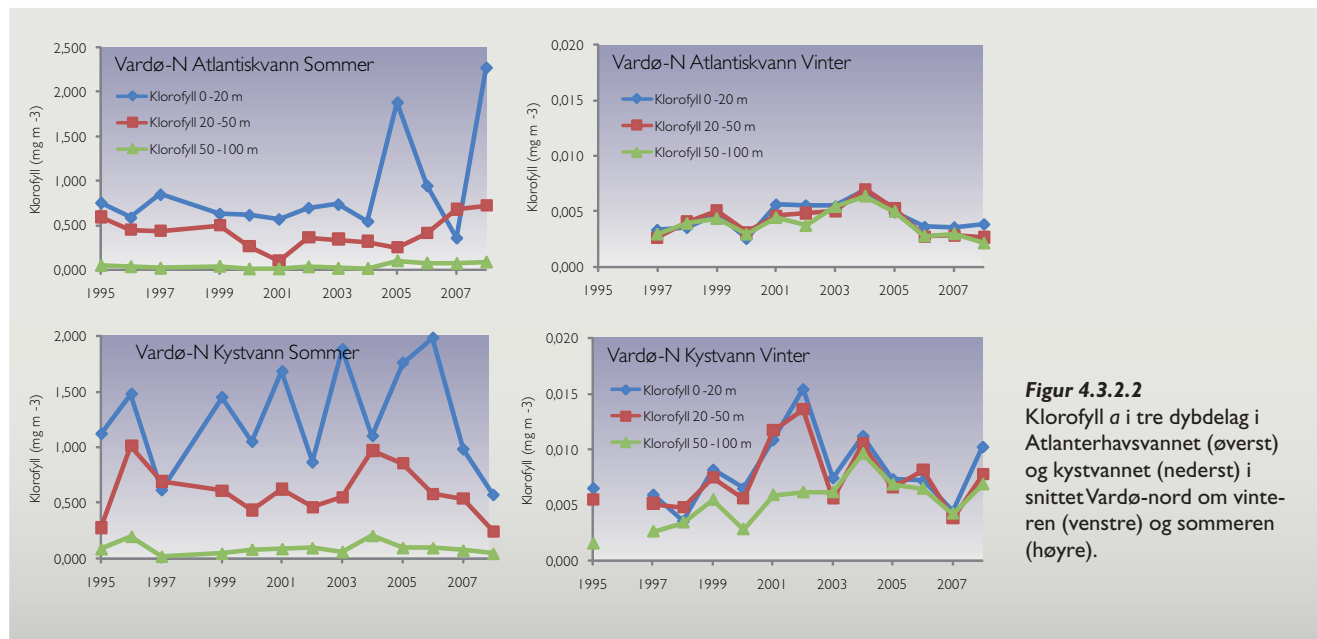 Vardø-N Atlantiskvann Sommer
Klorofyll (mg m -3)
2,500
2,000
1,500
1,000
0,500
0,000
Klorofyll 0 -20 m
Klorofyll 20 -50 m
Klorofyll 50 -100 m
1995 1997 1999 2001 2003 2005 2007
Vardø-N Atlantiskvann Vinter
Klorofyll (mg m -3)
0,020
0,015
0,010
0,005
0,000
Klorofyll 0 -20 m
Klorofyll 20 -50 m
Klorofyll 50 -100 m
1995 1997 1999 2001 2003 2005 2007
Vardø-N Kystvann Sommer
Klorofyll (mg m -3)
2,000
1,500
1,000
0,500
0,000
1995 1997 1999 2001 2003 2005 2007
Vardø-N Kystvann Vinter
Klorofyll (mg m -3)
0,020
0,015
0,010
0,005
0,000
Klorofyll 0 -20 m
Klorofyll 20 -50 m
Klorofyll 50 -100 m
1995 1997 1999 2001 2003 2005 2007
Figur 4.3.2.2
Klorofyll a i tre dybdelag i
Atlanterhavsvannet (øverst)
og kystvannet (nederst) i
snittet Vardø-nord om vinte-
ren (venstre) og sommeren
(høyre).